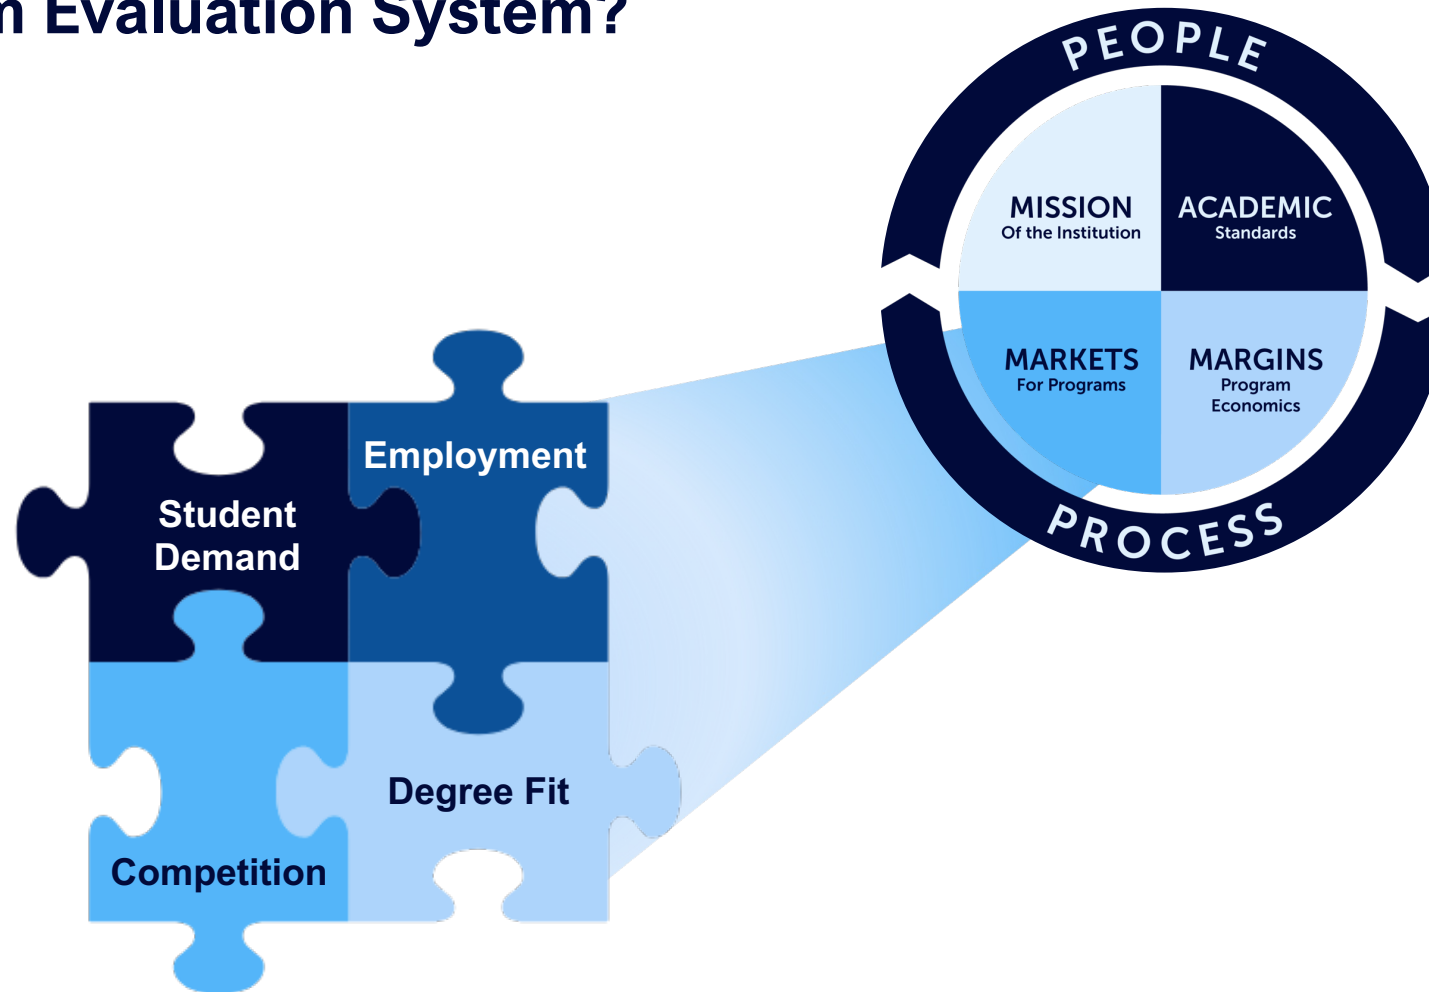 Evaluation System?
PEOPLE
MISSION
Of the Institution
ACADEMIC
Standards
MARKETS
For Programs
MARGINS
Program
Economics
PROCESS
Employment
Student
Demand
Degree Fit
Competition